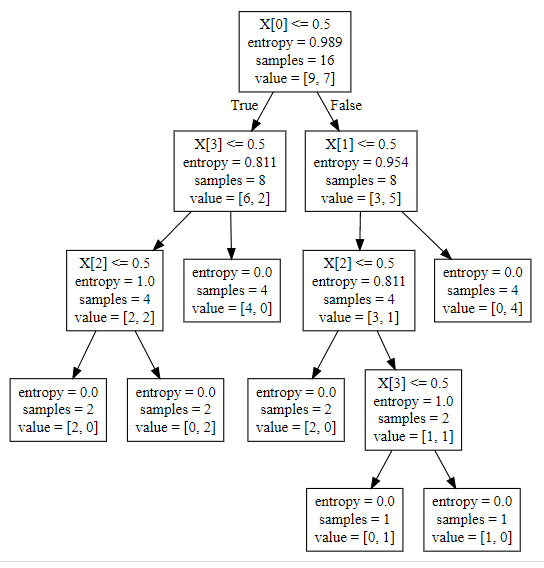 X[0] <= 0.5
entropy = 0.989
samples = 16
value = [9, 7]
True
False
X[3] <= 0.5
entropy = 0.811
samples = 8
value = [6, 2]
X[1] <= 0.5
entropy = 0.954
samples = 8
value = [3, 5]
X[2] <= 0.5
entropy = 1.0
samples = 4
value = [2, 2]
entropy = 0.0
samples = 4
value = [4, 0]
X[2] <= 0.5
entropy = 0.811
samples = 4
value = [3, 1]
entropy = 0.0
samples = 4
value = [0, 4]
entropy = 0.0
samples = 2
value = [2, 0]
entropy = 0.0
samples = 2
value = [0, 2]
entropy = 0.0
samples = 2
value = [2, 0]
X[3] <= 0.5
entropy = 1.0
samples = 2
value = [1, 1]
entropy = 0.0
samples = 1
value = [0, 1]
entropy = 0.0
samples = 1
value = [1, 0]